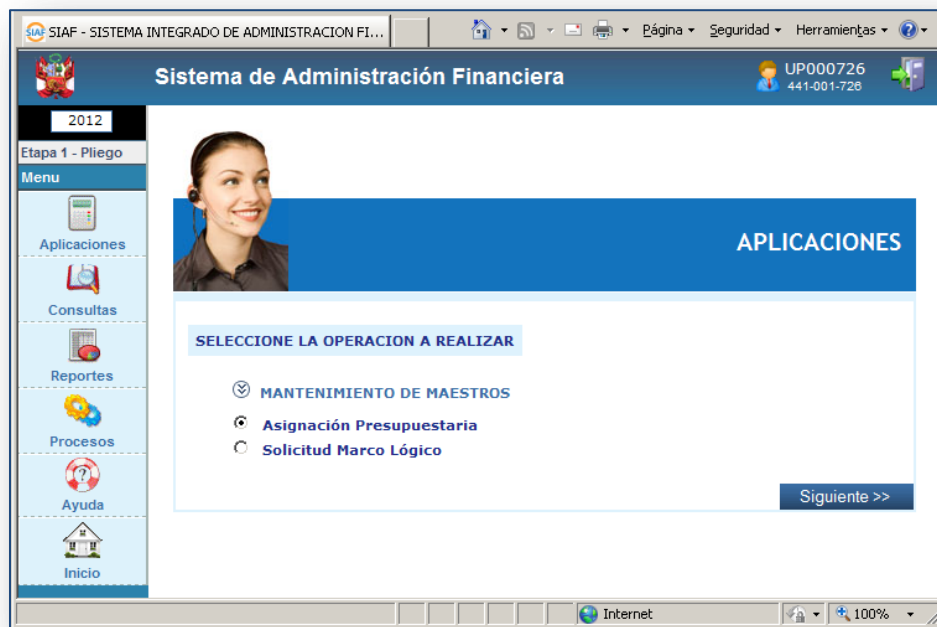 SIAF SIAF - SISTEMA INTEGRADO DE ADMINISTRACION FI...
Página Seguridad Herramientas
Sistema de Administración Financiera
UP000726
441-001-726
2012
Etapa 1 - Pliego
Menu
Aplicaciones
Consultas
Reportes
Procesos
Ayuda
Inicio
APLICACIONES
SELECCIONE LA OPERACION A REALIZAR
MANTENIMIENTO DE MAESTROS
Asignación Presupuestaria
Solicitud Marco Lógico
Siguiente >>
Internet
100%